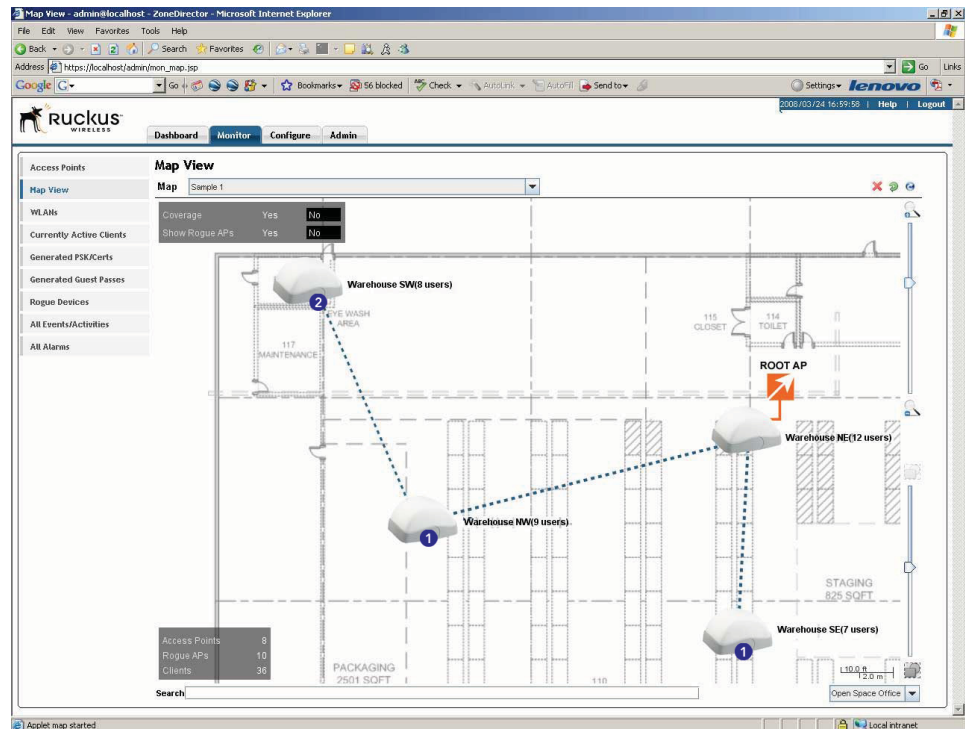 Map View - admin@localhost - ZoneDirector - Microsoft Internet Explorer
File Edit View Favorites Tools Help
Back Search Favorites
Address https://localhost/admin/mon_map.jsp Go Links
Google G Go Bookmarks 56 blocked Check AutoLink AutoFill Send to Settings lenovo
2008/03/24 16:59:58 | Help | Logout
Ruckus WIRELESS
Dashboard Monitor Configure Admin
Access Points
Map View
WLANs
Currently Active Clients
Generated PSK/Certs
Generated Guest Passes
Rogue Devices
All Events/Activities
All Alarms
Map View
Map Sample 1
Coverage Yes No
Show Rogue APs Yes No
Warehouse SW(8 users)
2
EYE WASH
AREA
117
MAINTENANCE
115
CLOSET
114
TOILET
ROOT AP
Warehouse NE(12 users)
Warehouse NW(9 users)
1
STAGING
825 SQFT
Warehouse SE(7 users)
1
Access Points 8
Rogue APs 10
Clients 36
PACKAGING
2501 SQFT
110
10.0 ft
2.0 m
Search
Open Space Office
Applet map started
Local intranet